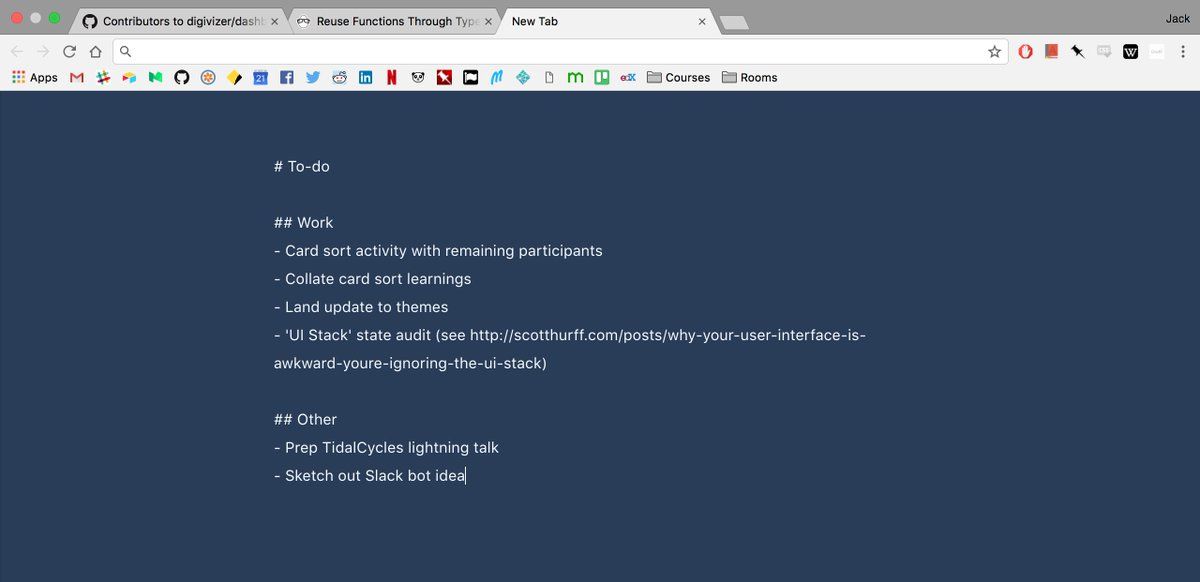 Contributors to digivizer/dashb
Reuse Functions Through Type
New Tab
Jack
Apps
21
Courses
Rooms
# To-do
## Work
- Card sort activity with remaining participants
- Collate card sort learnings
- Land update to themes
- 'UI Stack' state audit (see http://scotthurff.com/posts/why-your-user-interface-is-
awkward-youre-ignoring-the-ui-stack)
## Other
- Prep TidalCycles lightning talk
- Sketch out Slack bot idea